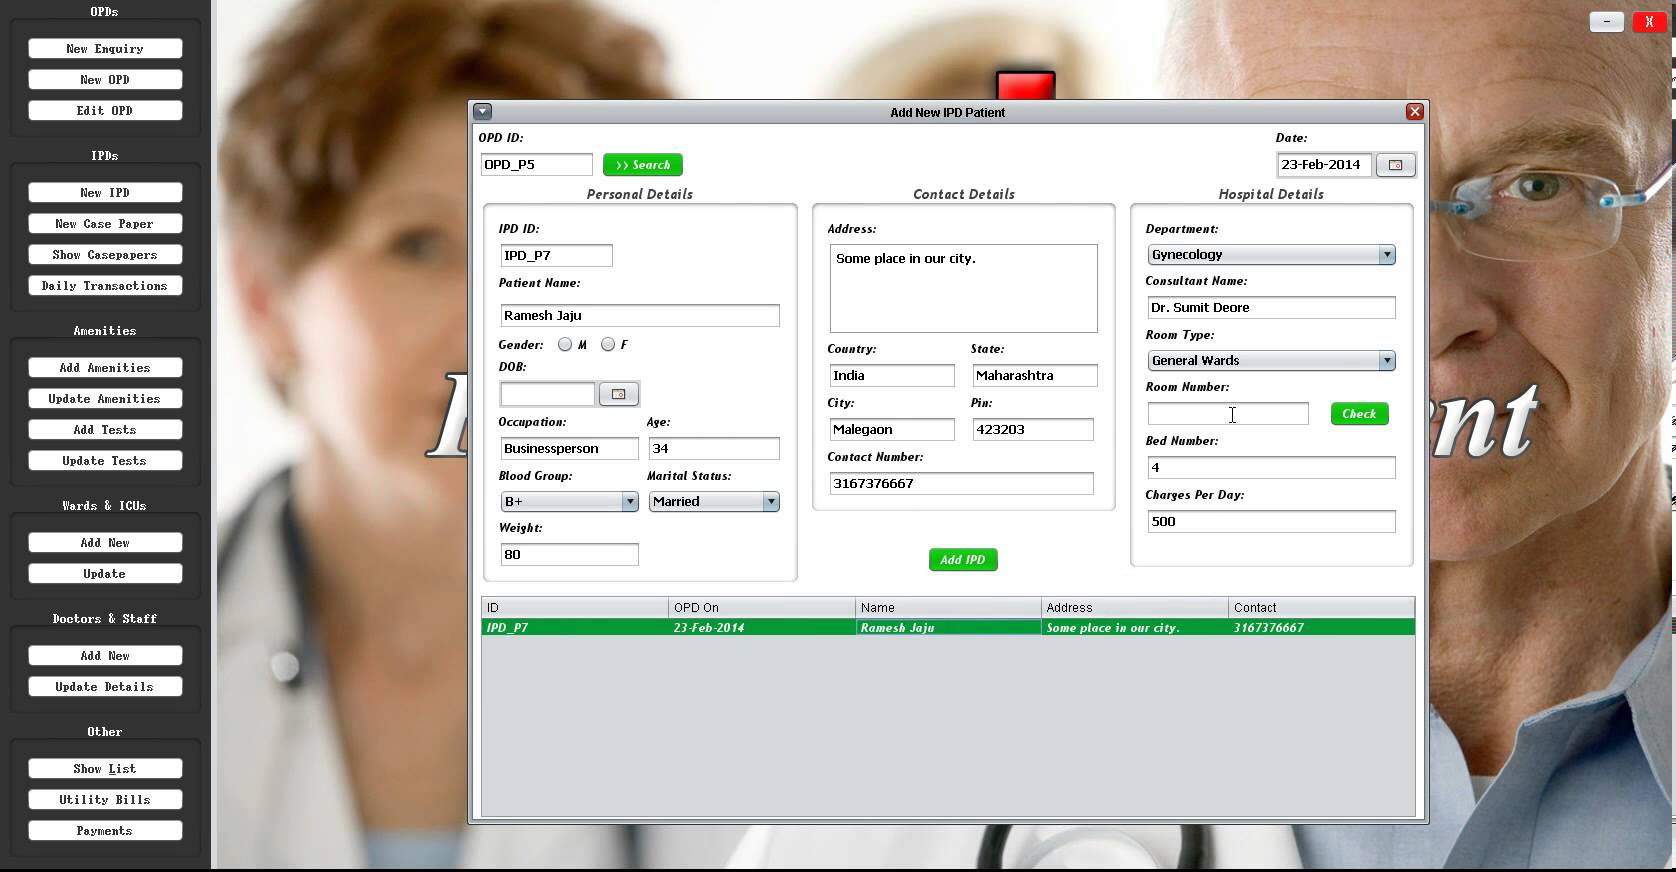 OPDs
New Enquiry
New OPD
Edit OPD
IPDs
New IPD
New Case Paper
Show Casepapers
Daily Transactions
Amenities
Add Amenities
Update Amenities
Add Tests
Update Tests
Wards & ICUs
Add New
Update
Doctors & Staff
Add New
Update Details
Other
Show List
Utility Bills
Payments
- X
Add New IPD Patient X
OPD ID: Date:
OPD_P5 >> Search 23-Feb-2014
Personal Details
IPD ID:
IPD_P7
Patient Name:
Ramesh Jaju
Gender: M F
DOB:
Occupation: Age:
Businessperson 34
Blood Group: Marital Status:
B+ Married
Weight:
80
Contact Details
Address:
Some place in our city.
Country: State:
India Maharashtra
City: Pin:
Malegaon 423203
Contact Number:
3167376667
Add IPD
Hospital Details
Department:
Gynecology
Consultant Name:
Dr. Sumit Deore
Room Type:
General Wards
Room Number:
Check
Bed Number:
4
Charges Per Day:
500
ID OPD On Name Address Contact
IPD_P7 23-Feb-2014 Ramesh Jaju Some place in our city. 3167376667
nt